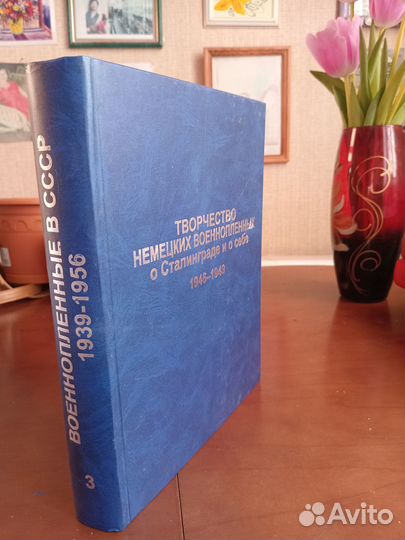 ВОЕННОПЛЕННЫЕ В СССР
1939-1956
3
ТВОРЧЕСТВО
НЕМЕЦКИХ ВОЕННОПЛЕННЫХ
о Сталинграде и о себе
1946–1949
Avito